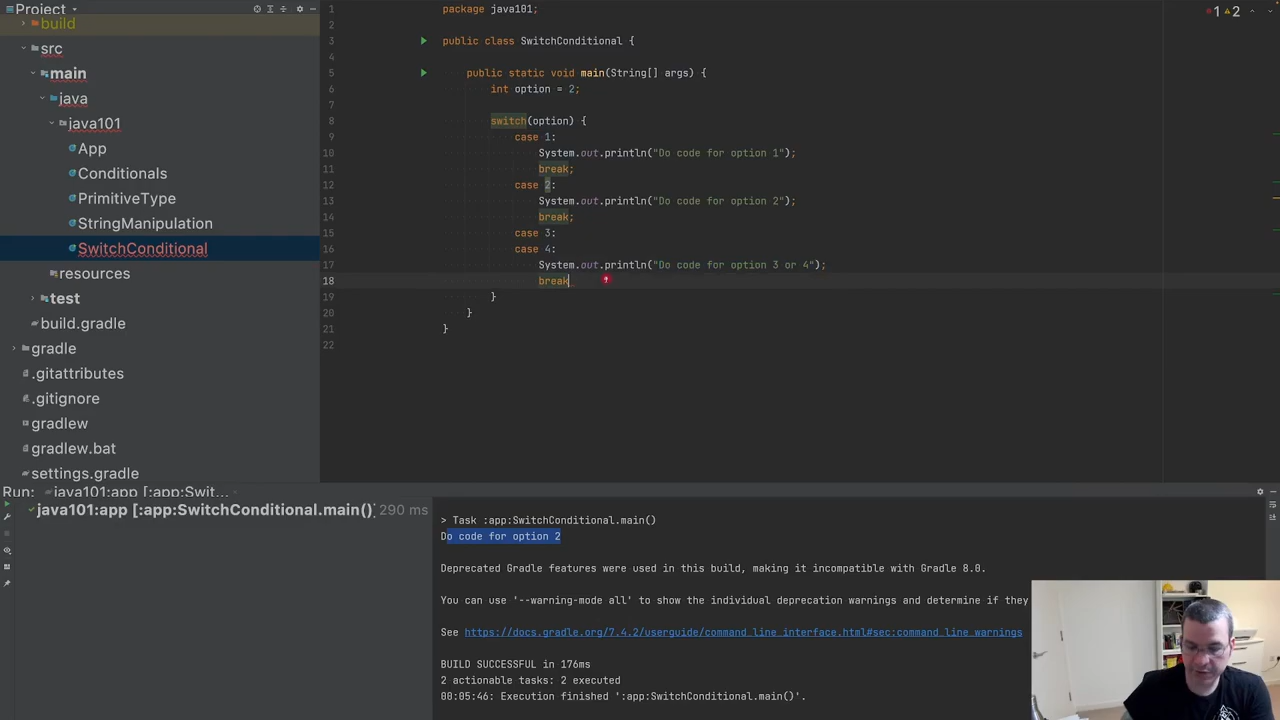 Project
build
src
main
java
java101
App
Conditionals
PrimitiveType
StringManipulation
SwitchConditional
resources
test
build.gradle
gradle
.gitattributes
.gitignore
gradlew
gradlew.bat
settings.gradle
1 package java101;
2
3 public class SwitchConditional {
4
5 public static void main(String[] args) {
6 int option = 2;
7
8 switch(option) {
9 case 1:
10 System.out.println("Do code for option 1");
11 break;
12 case 2:
13 System.out.println("Do code for option 2");
14 break;
15 case 3:
16 case 4:
17 System.out.println("Do code for option 3 or 4");
18 break
19 }
20 }
21 }
22
1 2
Run: java101:app [:app:SwitChConditional...
java101:app [:app:SwitchConditional.main()] 290 ms
> Task :app:SwitchConditional.main()
Do code for option 2
Deprecated Gradle features were used in this build, making it incompatible with Gradle 8.0.
You can use '--warning-mode all' to show the individual deprecation warnings and determine if they
See https://docs.gradle.org/7.4.2/userguide/command_line_interface.html#sec:command_line_warnings
BUILD SUCCESSFUL in 176ms
2 actionable tasks: 2 executed
00:05:46: Execution finished ':app:SwitchConditional.main()'.